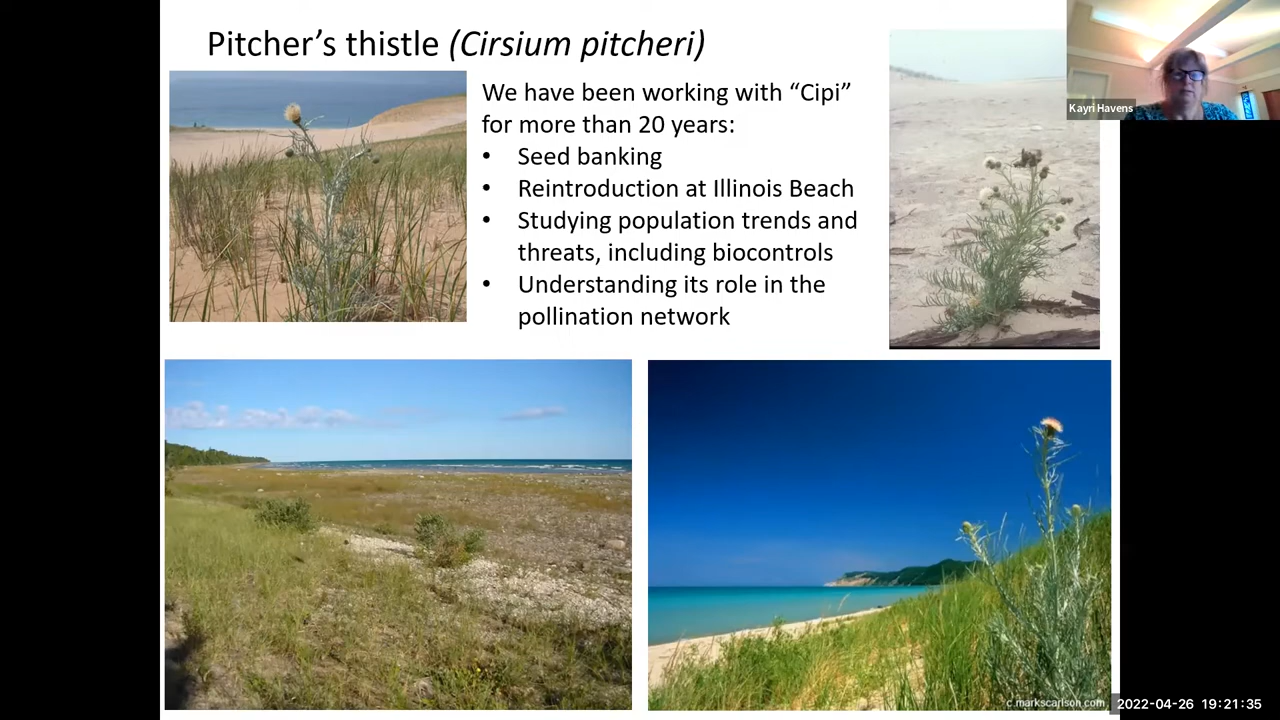 Pitcher’s thistle (Cirsium pitcheri)
We have been working with “Cipi”
for more than 20 years:
• Seed banking
• Reintroduction at Illinois Beach
• Studying population trends and
threats, including biocontrols
• Understanding its role in the
pollination network
Kayri Havens
c.markscarlson.com
2022-04-26 19:21:35